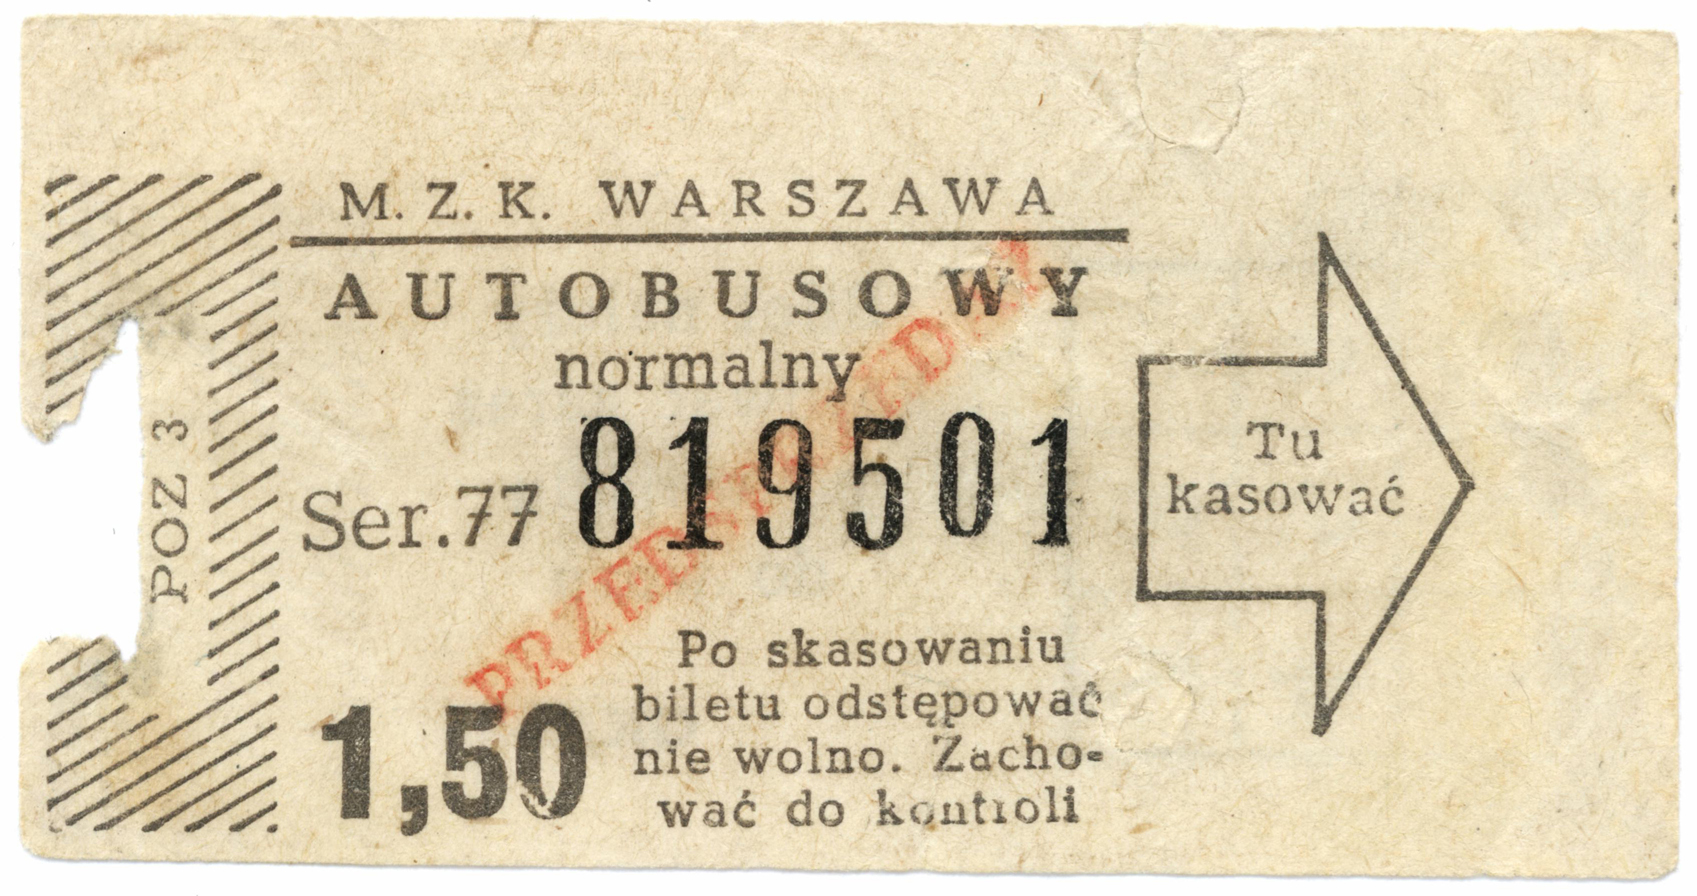 M. Z. K. WARSZAWA
AUTOBUSOWY
normalny
Ser. 77 819501
PRZEDSPRZEDAŻ
1,50
Po skasowaniu
biletu odstępować
nie wolno. Zacho-
wać do kontroli
POZ 3
Tu
kasować